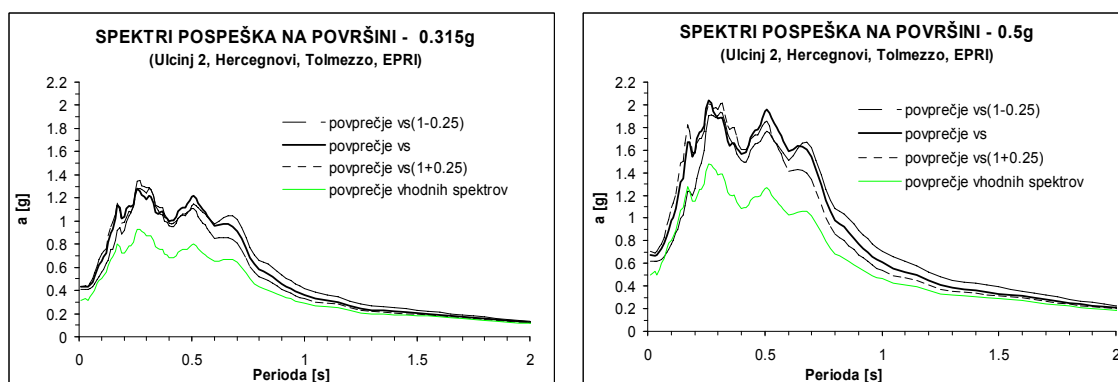 SPEKTRI POSPEŠKA NA POVRŠINI - 0.315g
(Ulcinj 2, Hercegnovi, Tolmezzo, EPRI)
2.2
2
1.8
1.6
1.4
1.2
1
0.8
0.6
0.4
0.2
0
a [g]
povprečje vs(1-0.25)
povprečje vs
povprečje vs(1+0.25)
povprečje vhodnih spektrov
0
0.5
1
1.5
2
Perioda [s]
SPEKTRI POSPEŠKA NA POVRŠINI - 0.5g
(Ulcinj 2, Hercegnovi, Tolmezzo, EPRI)
2.2
2
1.8
1.6
1.4
1.2
1
0.8
0.6
0.4
0.2
0
a [g]
povprečje vs(1-0.25)
povprečje vs
povprečje vs(1+0.25)
povprečje vhodnih spektrov
0
0.5
1
1.5
2
Perioda [s]